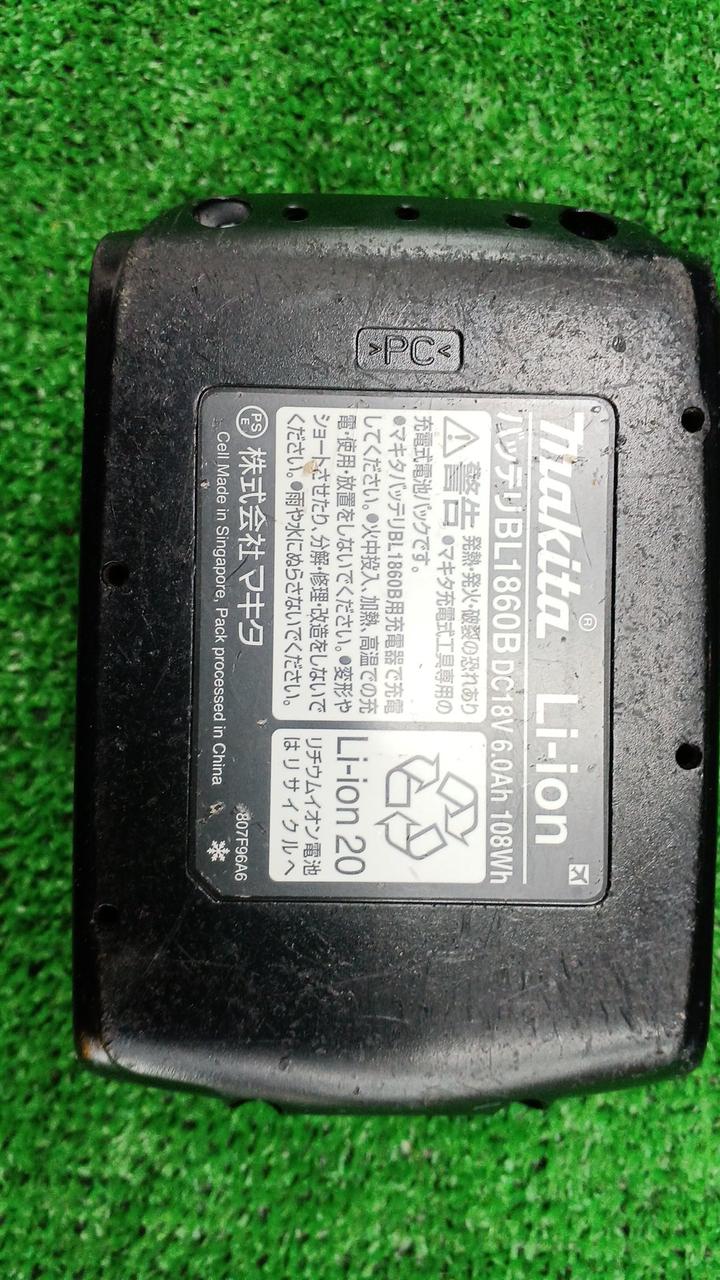 >PC<
makita® Li-ion
バッテリBL1860B DC18V 6.0Ah 108Wh
警告 発熱・発火・破裂の恐れあり
●マキタ充電式工具専用の
充電式電池パックです。
●マキタバッテリBL1860B用充電器で充電
してください。●火中投入、加熱、高温での充
電・使用・放置をしないでください。●変形や
ショートさせたり、分解・修理・改造をしないで
ください。●雨や水にぬらさないでください。
Li-ion 20
リチウムイオン電池
はリサイクルへ
PS
E
株式会社 マキタ
807F96A6
Cell Made in Singapore, Pack processed in China